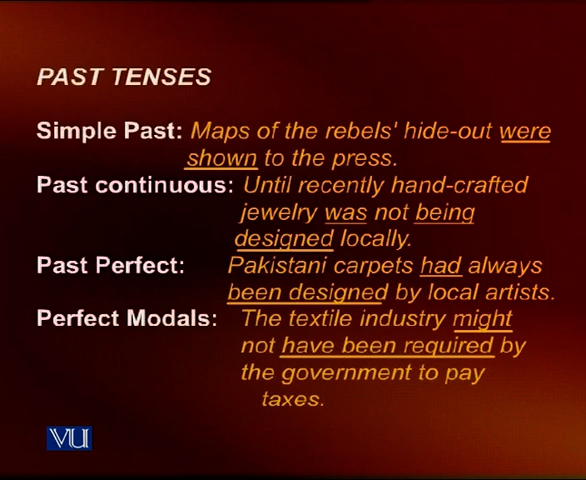 PAST TENSES
Simple Past: Maps of the rebels' hide-out were
shown to the press.
Past continuous: Until recently hand-crafted
jewelry was not being
designed locally.
Past Perfect: Pakistani carpets had always
been designed by local artists.
Perfect Modals: The textile industry might
not have been required by
the government to pay
taxes.
VU